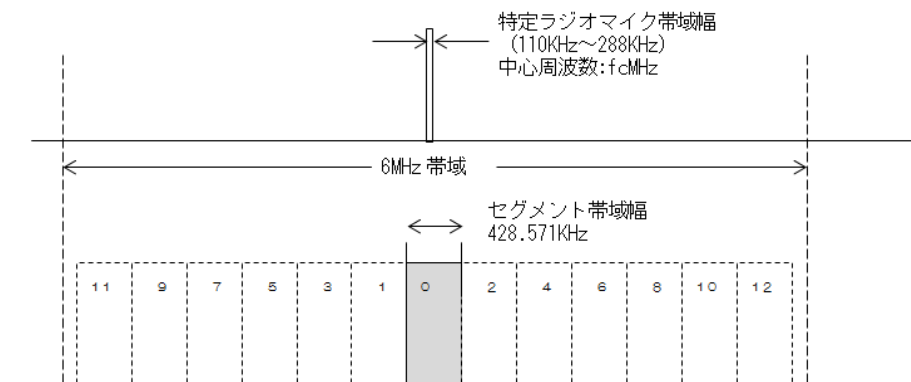 特定ラジオマイク帯域幅
(110KHz～288KHz)
中心周波数:fcMHz
6MHz 帯域
セグメント帯域幅
428.571KHz
11 9 7 5 3 1 0 2 4 6 8 10 12